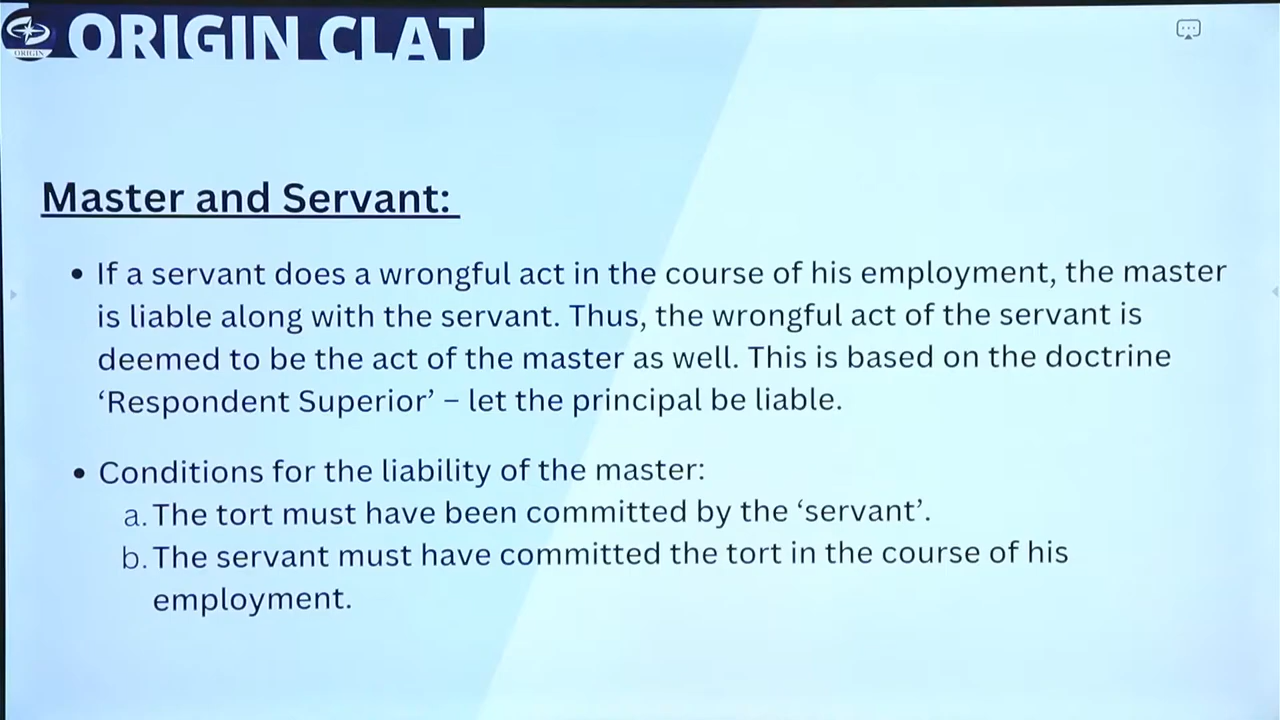 ORIGIN CLAT
ORIGIN
Master and Servant:
• If a servant does a wrongful act in the course of his employment, the master
is liable along with the servant. Thus, the wrongful act of the servant is
deemed to be the act of the master as well. This is based on the doctrine
‘Respondent Superior’ – let the principal be liable.
• Conditions for the liability of the master:
a. The tort must have been committed by the ‘servant’.
b. The servant must have committed the tort in the course of his
employment.